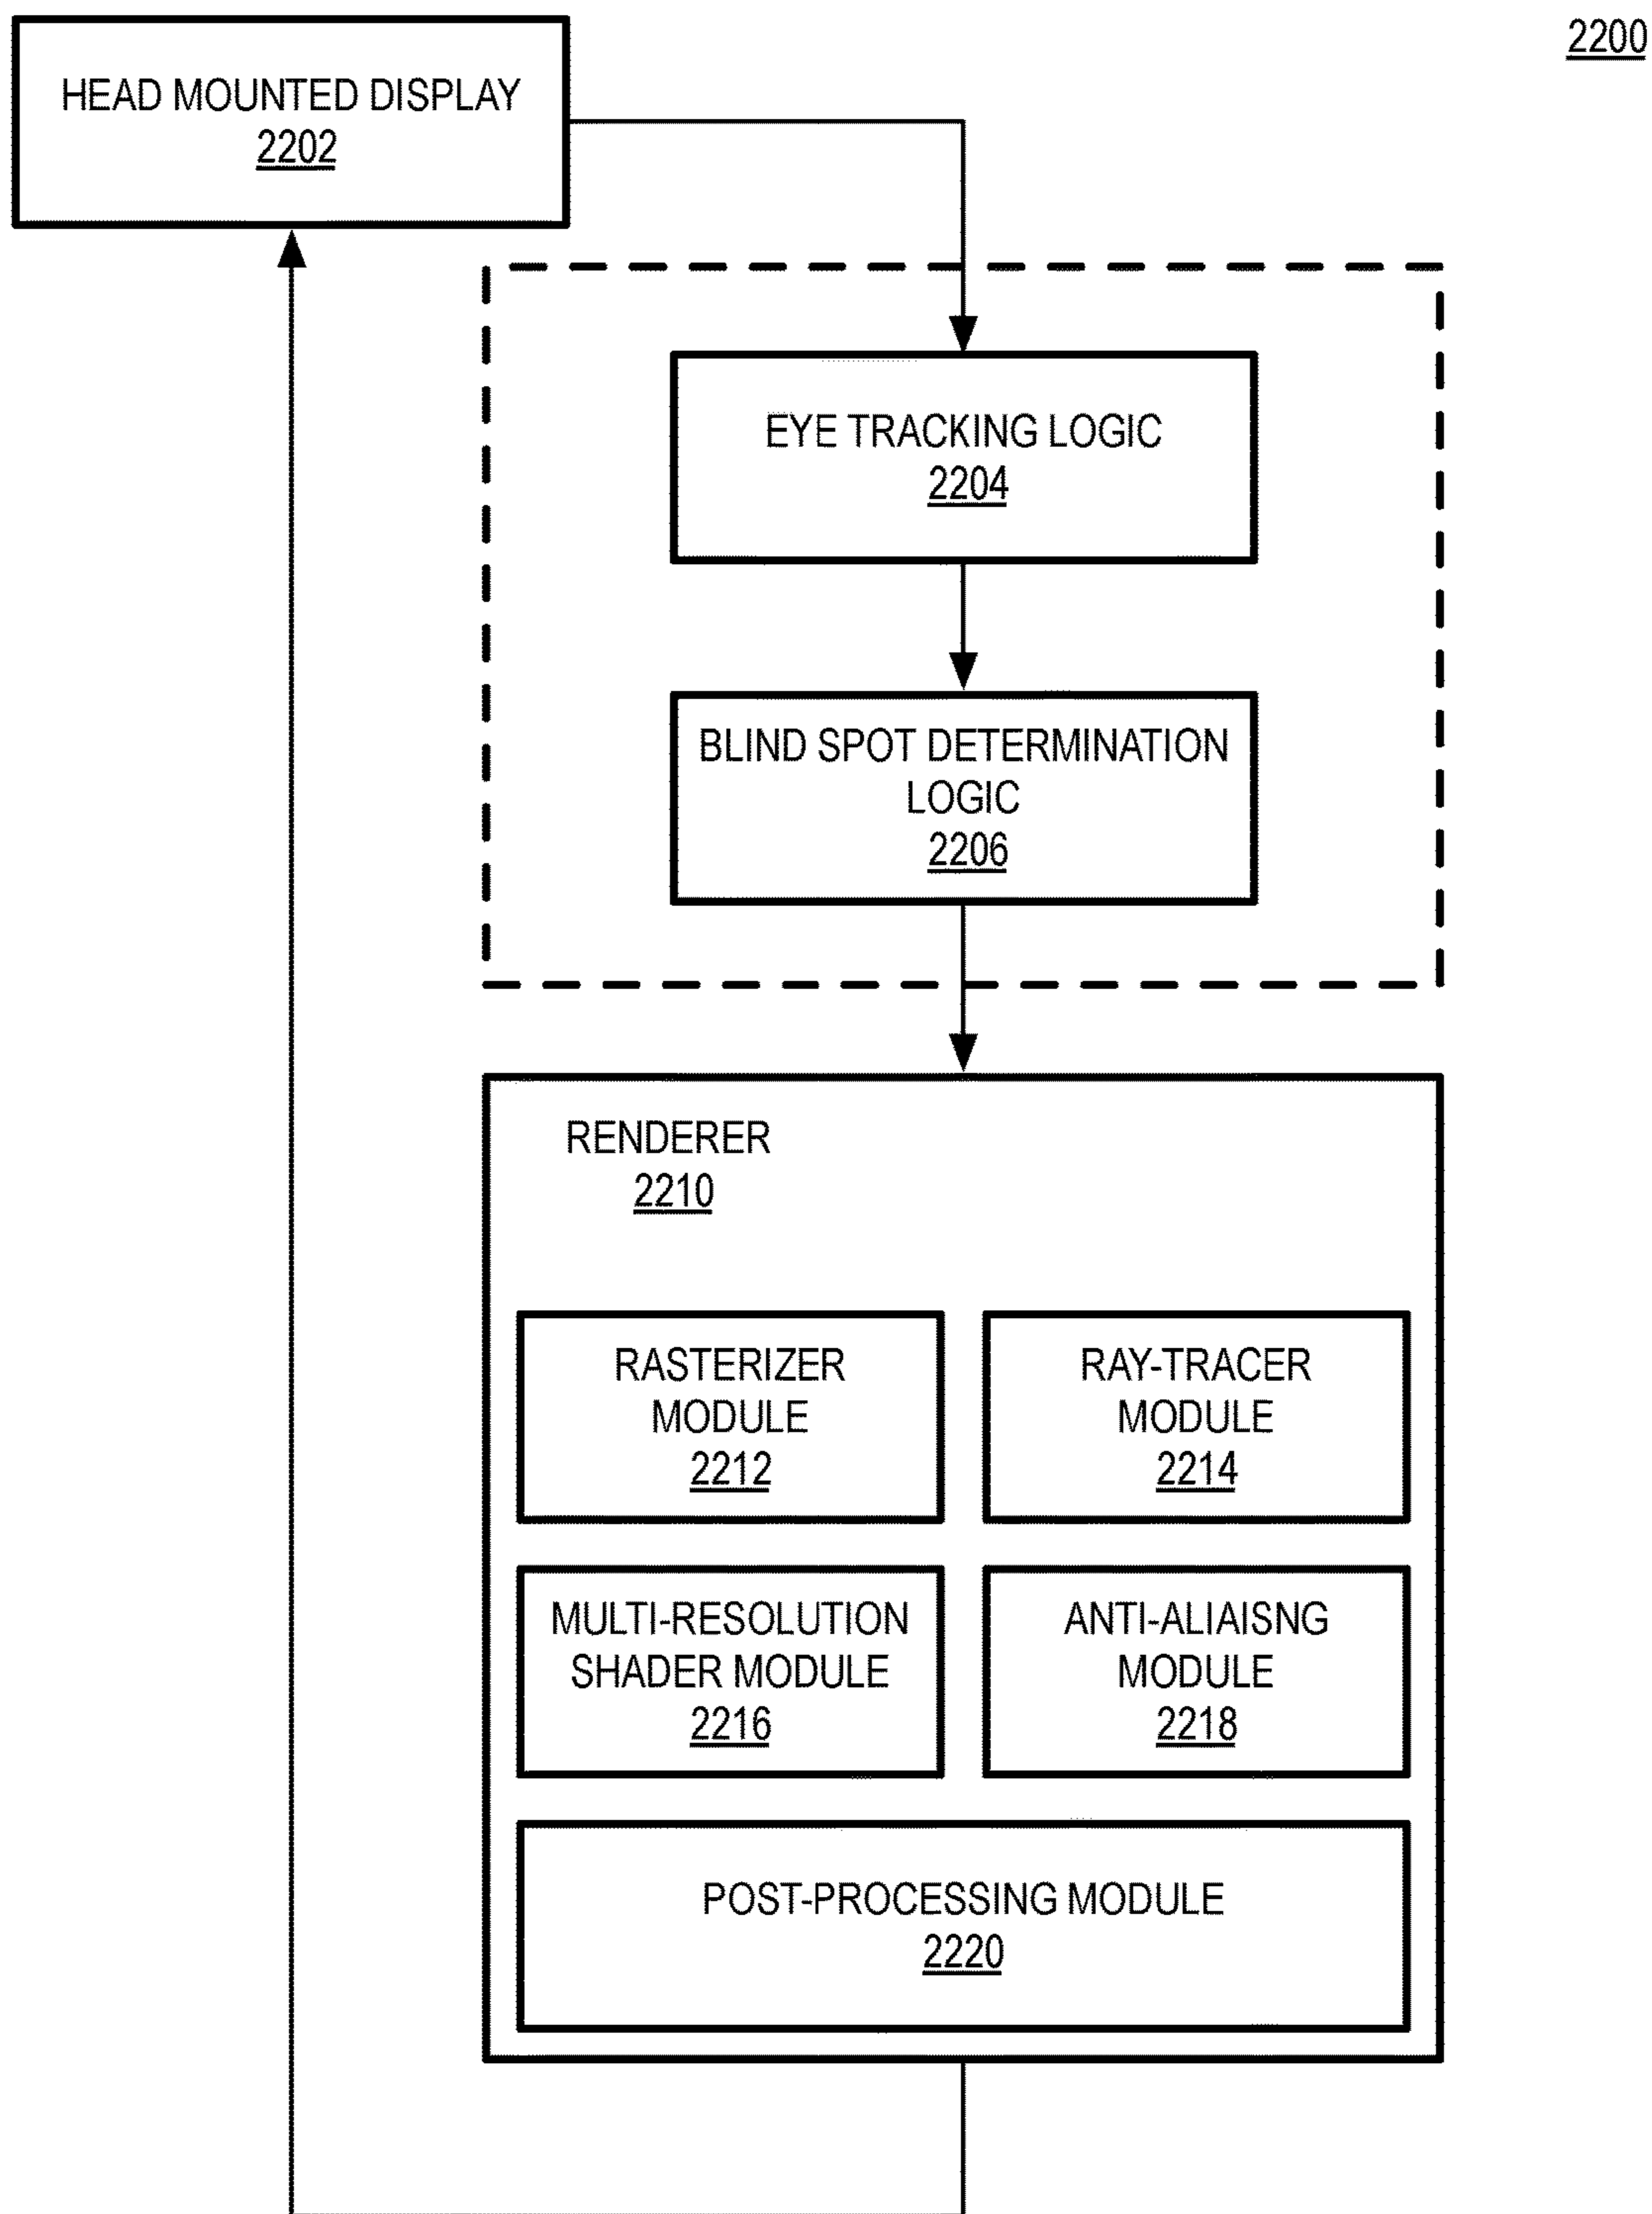 2200
HEAD MOUNTED DISPLAY
2202
EYE TRACKING LOGIC
2204
BLIND SPOT DETERMINATION
LOGIC
2206
RENDERER
2210
RASTERIZER
MODULE
2212
RAY-TRACER
MODULE
2214
MULTI-RESOLUTION
SHADER MODULE
2216
ANTI-ALIAISNG
MODULE
2218
POST-PROCESSING MODULE
2220